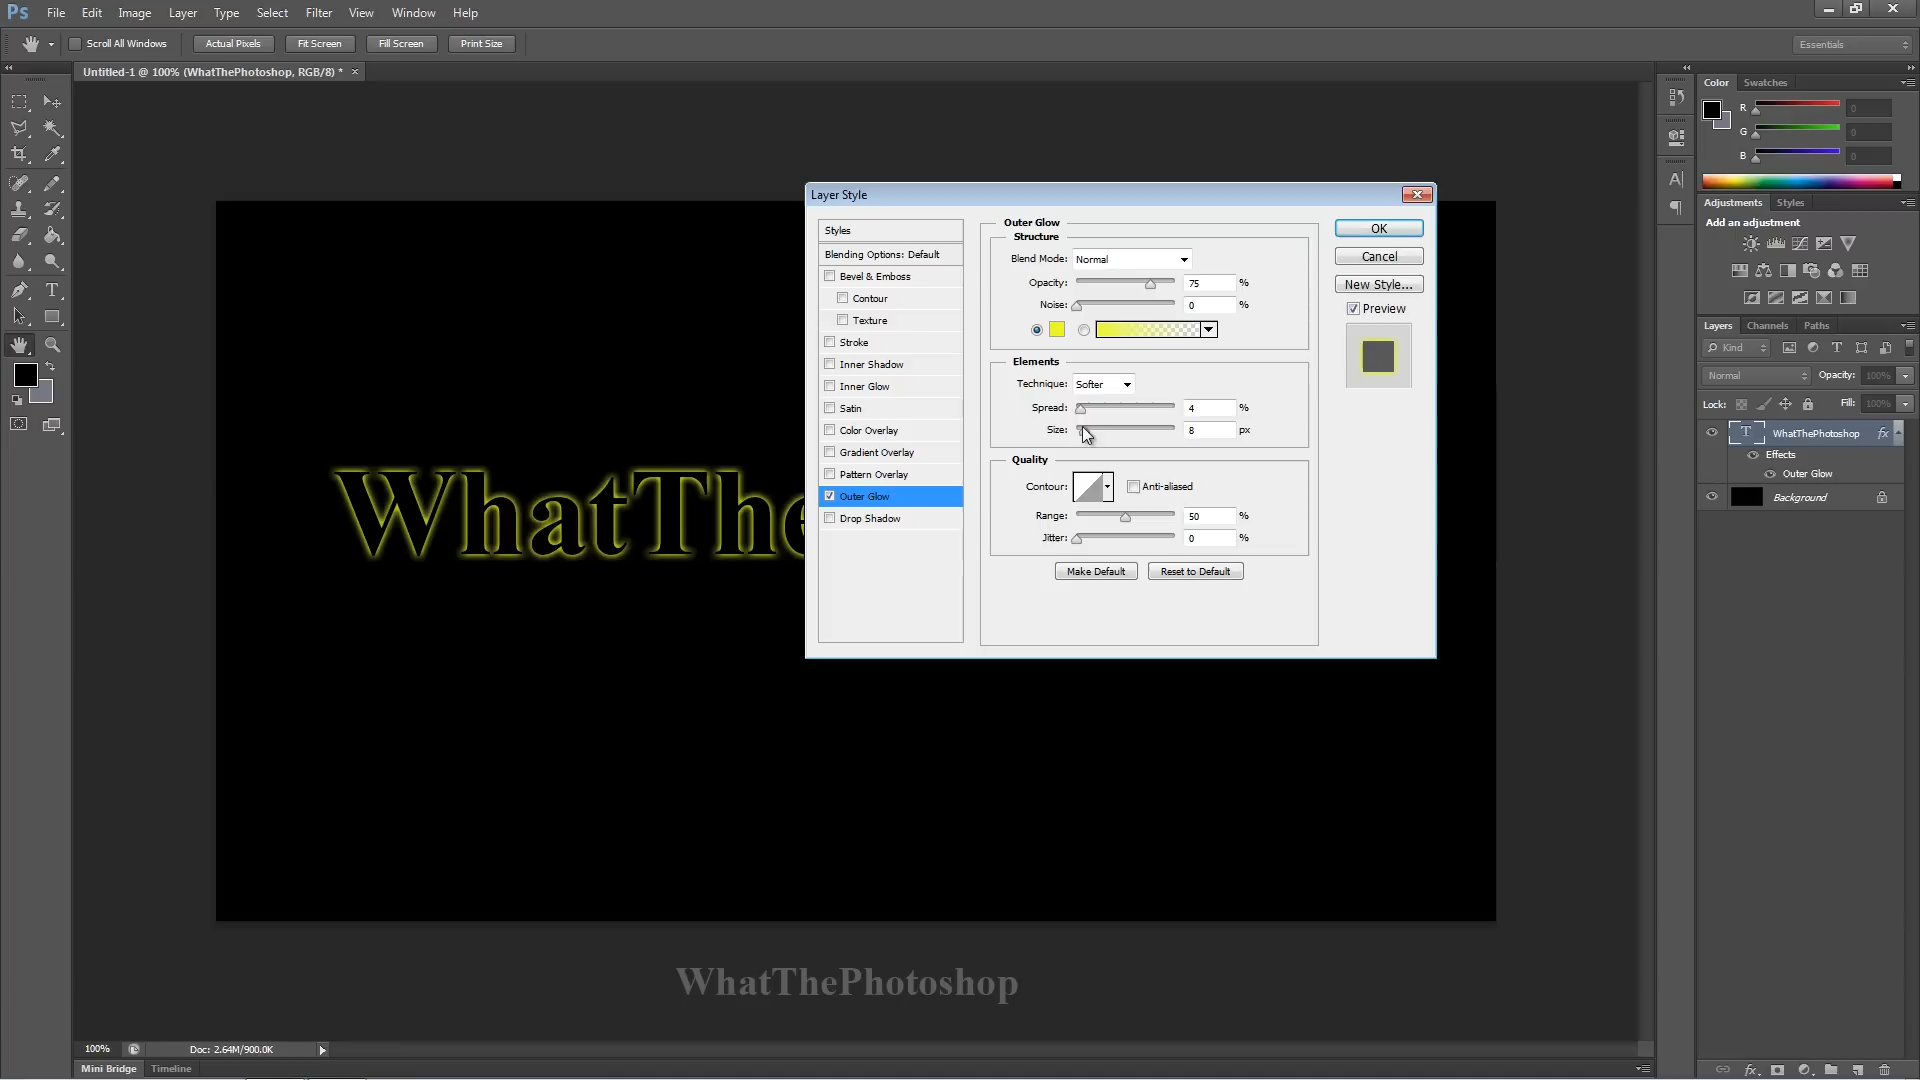 Ps File Edit Image Layer Type Select Filter View Window Help
Scroll All Windows Actual Pixels Fit Screen Fill Screen Print Size Essentials
Untitled-1 @ 100% (WhatThePhotoshop, RGB/8) * ×
WhatThe
Layer Style
Styles
Blending Options: Default
Bevel & Emboss
Contour
Texture
Stroke
Inner Shadow
Inner Glow
Satin
Color Overlay
Gradient Overlay
Pattern Overlay
Outer Glow
Drop Shadow
Outer Glow
Structure
Blend Mode: Normal
Opacity: 75 %
Noise: 0 %
Elements
Technique: Softer
Spread: 4 %
Size: 8 px
Quality
Contour: Anti-aliased
Range: 50 %
Jitter: 0 %
Make Default Reset to Default
OK
Cancel
New Style...
Preview
Color Swatches
R 0
G 0
B 0
Adjustments Styles
Add an adjustment
Layers Channels Paths
Kind
Normal Opacity: 100%
Lock: Fill: 100%
T WhatThePhotoshop fx
Effects
Outer Glow
Background
WhatThePhotoshop
100% Doc: 2.64M/900.0K
Mini Bridge Timeline